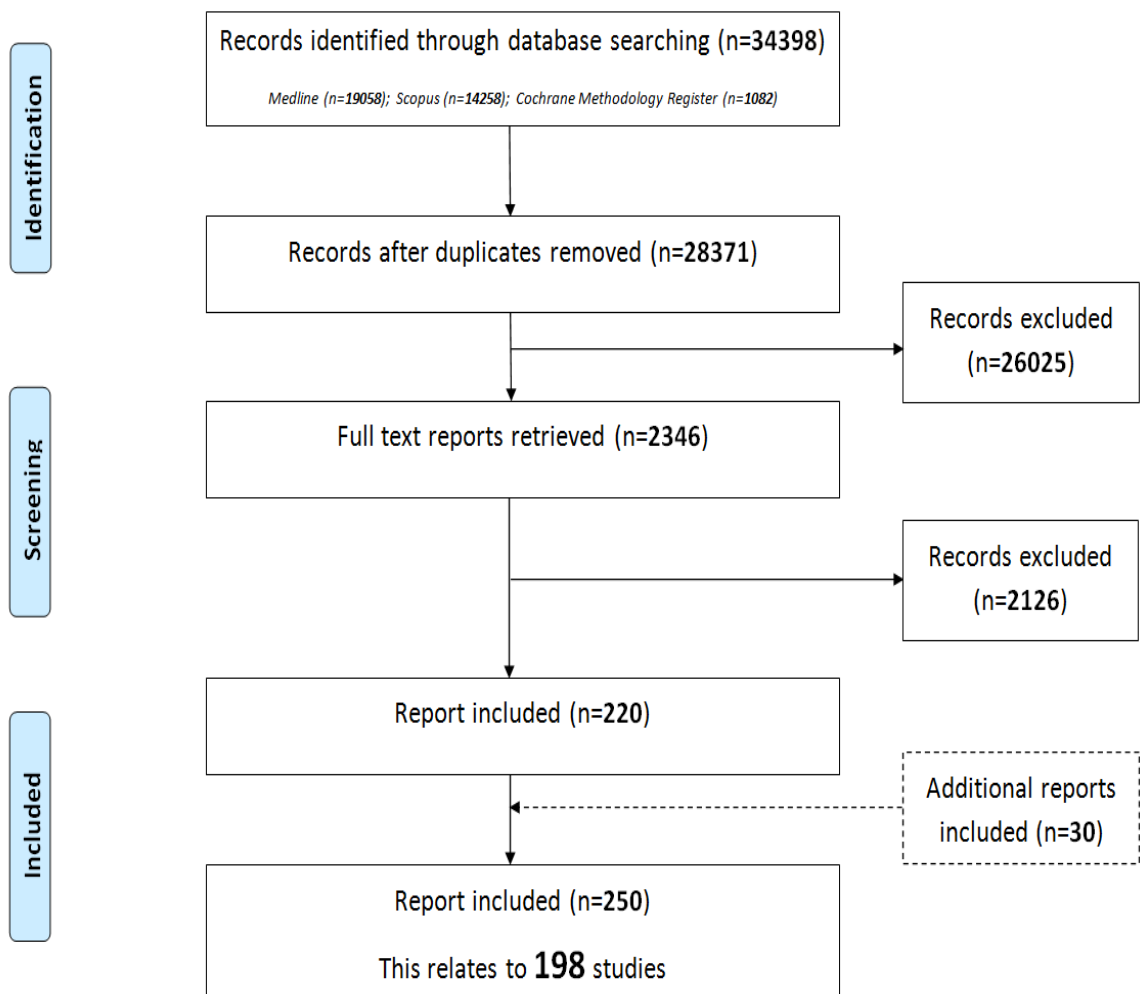 Identification
Records identified through database searching (n=34398)
Medline (n=19058); Scopus (n=14258); Cochrane Methodology Register (n=1082)
Records after duplicates removed (n=28371)
Records excluded
(n=26025)
Screening
Full text reports retrieved (n=2346)
Records excluded
(n=2126)
Included
Report included (n=220)
Additional reports
included (n=30)
Report included (n=250)
This relates to 198 studies